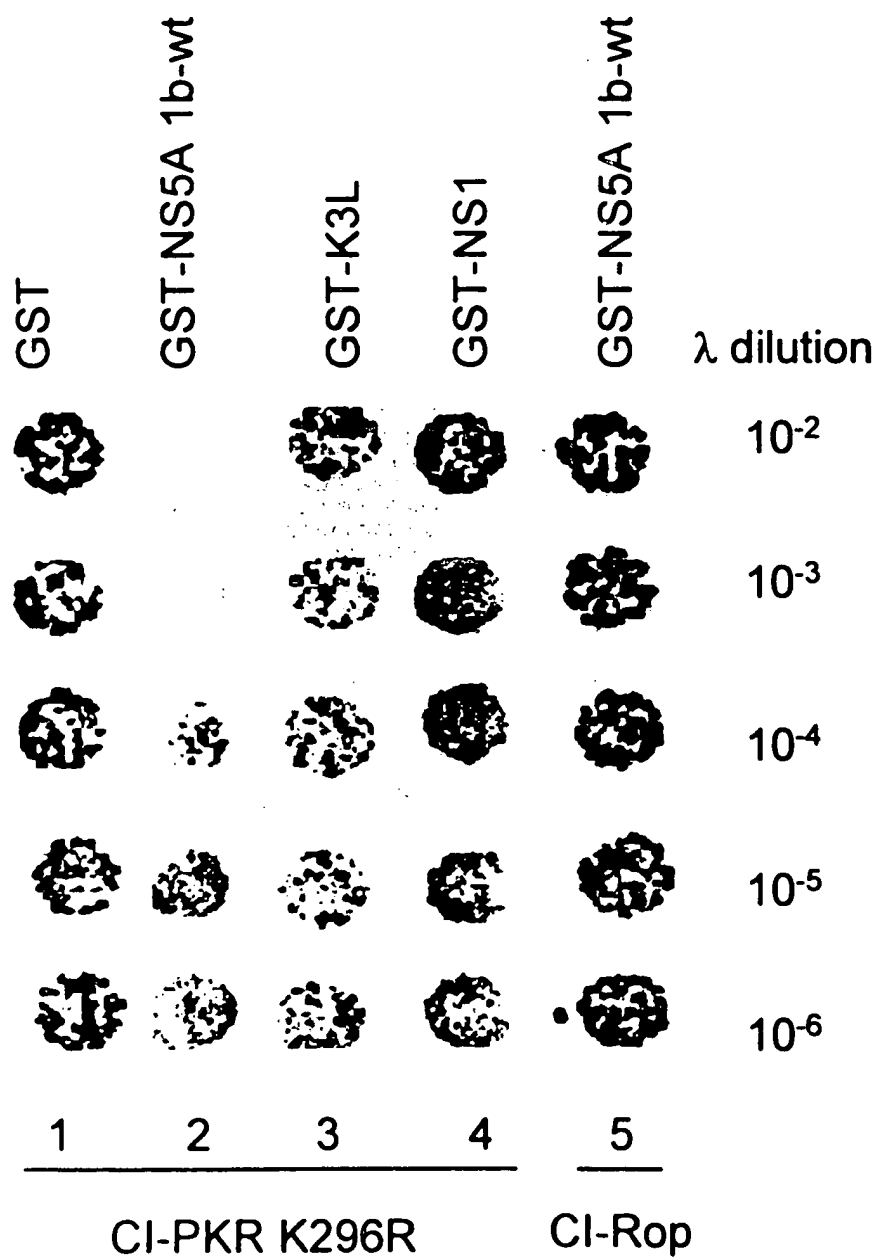 GST
GST-NS5A 1b-wt
GST-K3L
GST-NS1
GST-NS5A 1b-wt
λ dilution
10-2
10-3
10-4
10-5
10-6
1 2 3 4 5
CI-PKR K296R CI-Rop